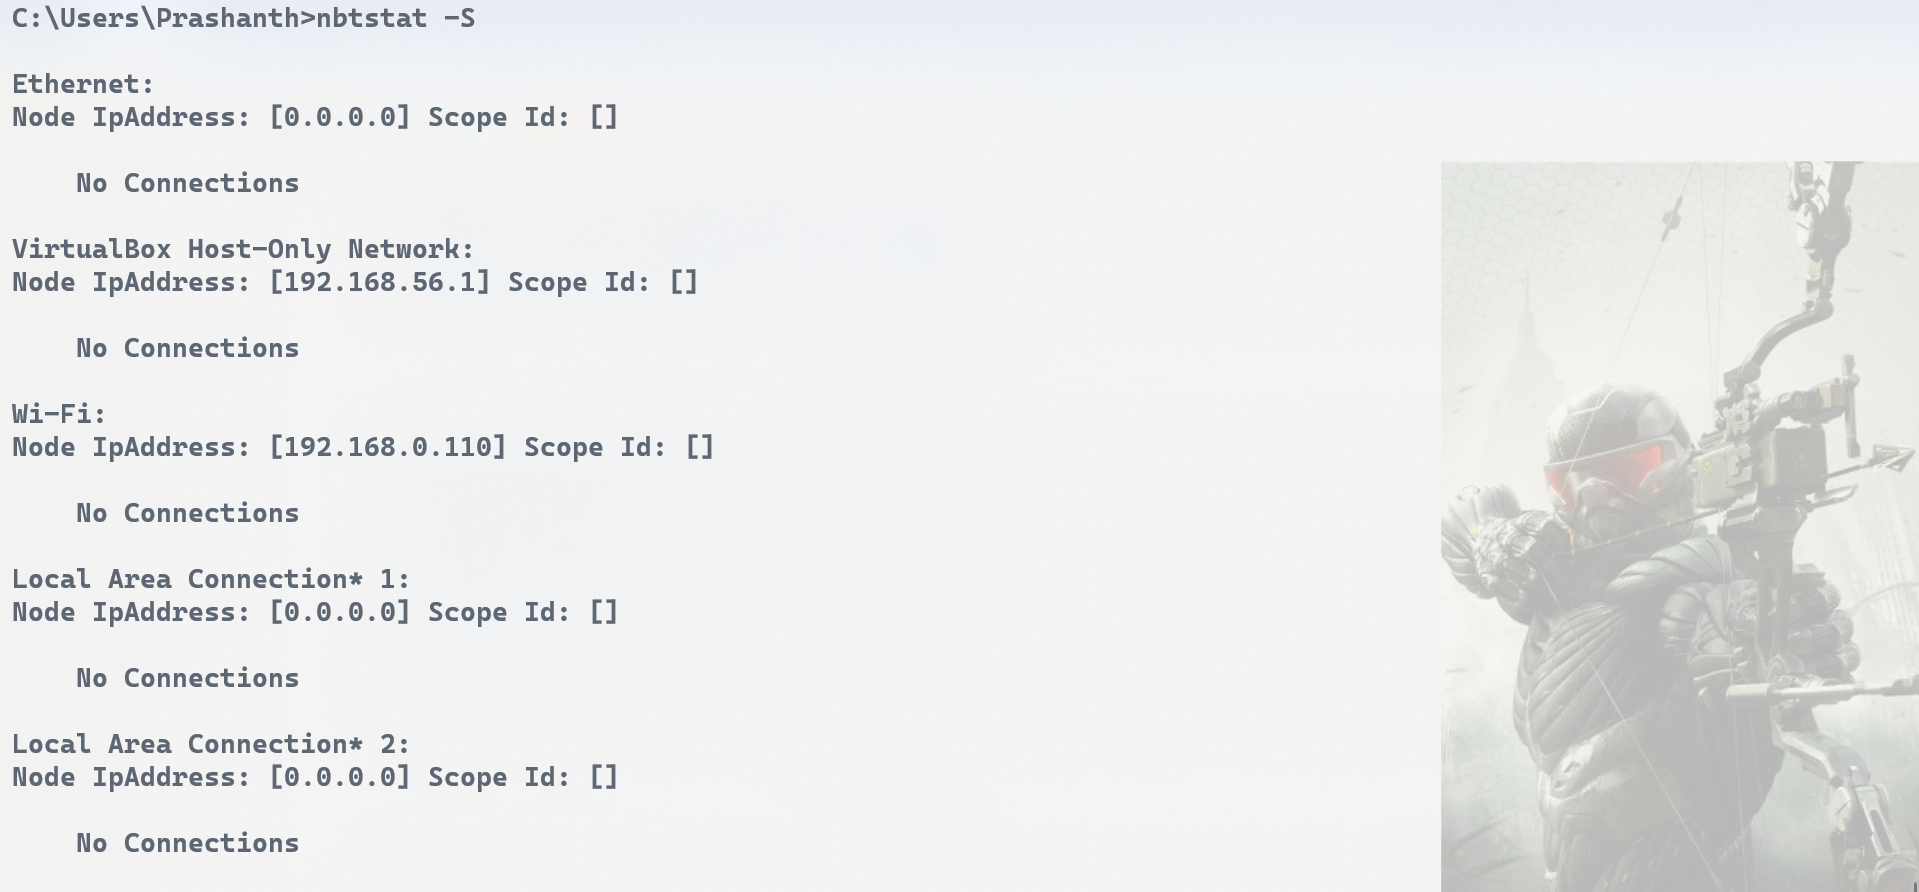 C:\Users\Prashanth>nbtstat -S
Ethernet:
Node IpAddress: [0.0.0.0] Scope Id: []
No Connections
VirtualBox Host-Only Network:
Node IpAddress: [192.168.56.1] Scope Id: []
No Connections
Wi-Fi:
Node IpAddress: [192.168.0.110] Scope Id: []
No Connections
Local Area Connection* 1:
Node IpAddress: [0.0.0.0] Scope Id: []
No Connections
Local Area Connection* 2:
Node IpAddress: [0.0.0.0] Scope Id: []
No Connections